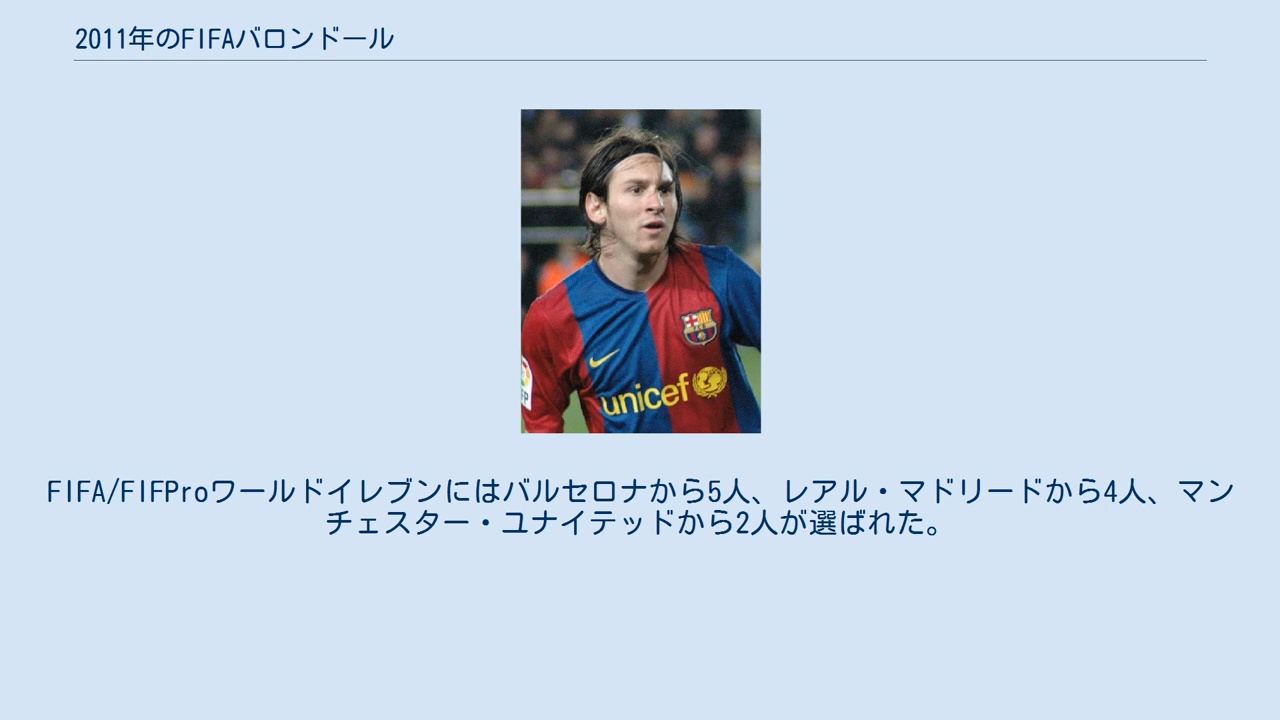 2011年のFIFAバロンドール
unicef
FIFA/FIFProワールドイレブンにはバルセロナから5人、レアル・マドリードから4人、マン
チェスター・ユナイテッドから2人が選ばれた。